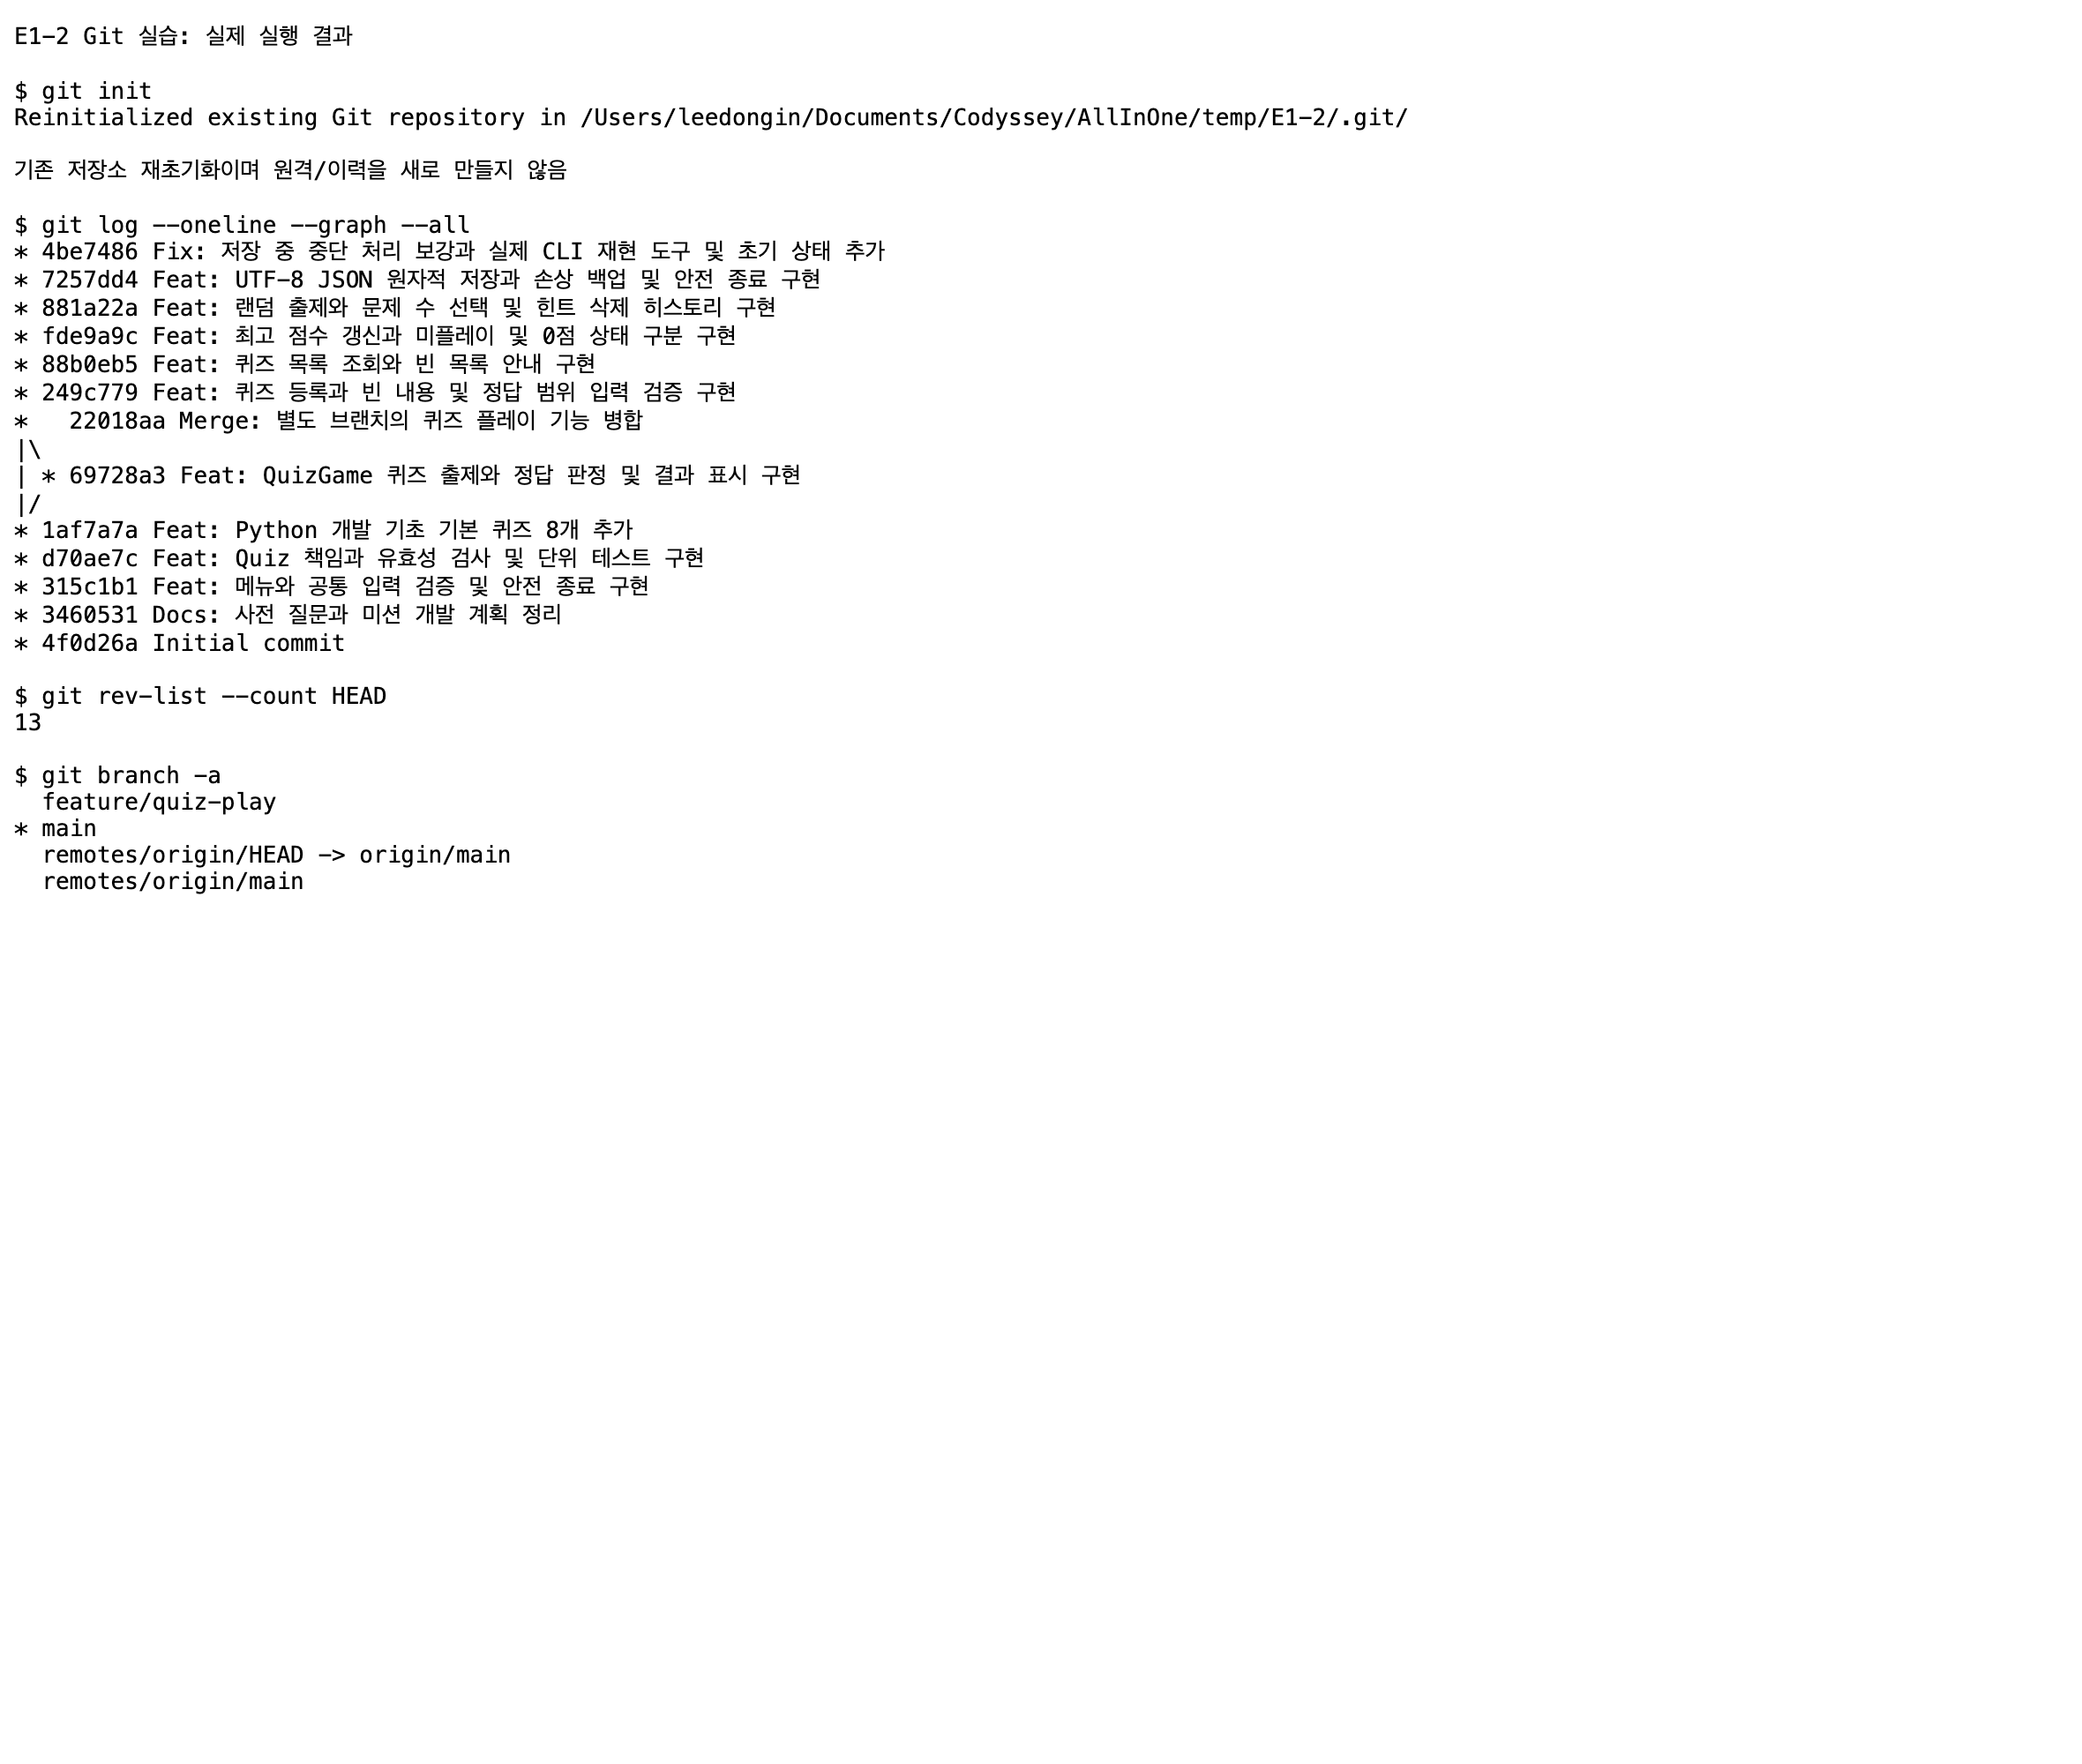 E1-2 Git 실습: 실제 실행 결과
$ git init
Reinitialized existing Git repository in /Users/leedongin/Documents/Codyssey/AllInOne/temp/E1-2/.git/
기존 저장소 재초기화이며 원격/이력을 새로 만들지 않음
$ git log --oneline --graph --all
* 4be7486 Fix: 저장 중 중단 처리 보강과 실제 CLI 재현 도구 및 초기 상태 추가
* 7257dd4 Feat: UTF-8 JSON 원자적 저장과 손상 백업 및 안전 종료 구현
* 881a22a Feat: 랜덤 출제와 문제 수 선택 및 힌트 삭제 히스토리 구현
* fde9a9c Feat: 최고 점수 갱신과 미플레이 및 0점 상태 구분 구현
* 88b0eb5 Feat: 퀴즈 목록 조회와 빈 목록 안내 구현
* 249c779 Feat: 퀴즈 등록과 빈 내용 및 정답 범위 입력 검증 구현
*   22018aa Merge: 별도 브랜치의 퀴즈 플레이 기능 병합
|\
| * 69728a3 Feat: QuizGame 퀴즈 출제와 정답 판정 및 결과 표시 구현
|/
* 1af7a7a Feat: Python 개발 기초 기본 퀴즈 8개 추가
* d70ae7c Feat: Quiz 책임과 유효성 검사 및 단위 테스트 구현
* 315c1b1 Feat: 메뉴와 공통 입력 검증 및 안전 종료 구현
* 3460531 Docs: 사전 질문과 미션 개발 계획 정리
* 4f0d26a Initial commit
$ git rev-list --count HEAD
13
$ git branch -a
  feature/quiz-play
* main
  remotes/origin/HEAD -> origin/main
  remotes/origin/main